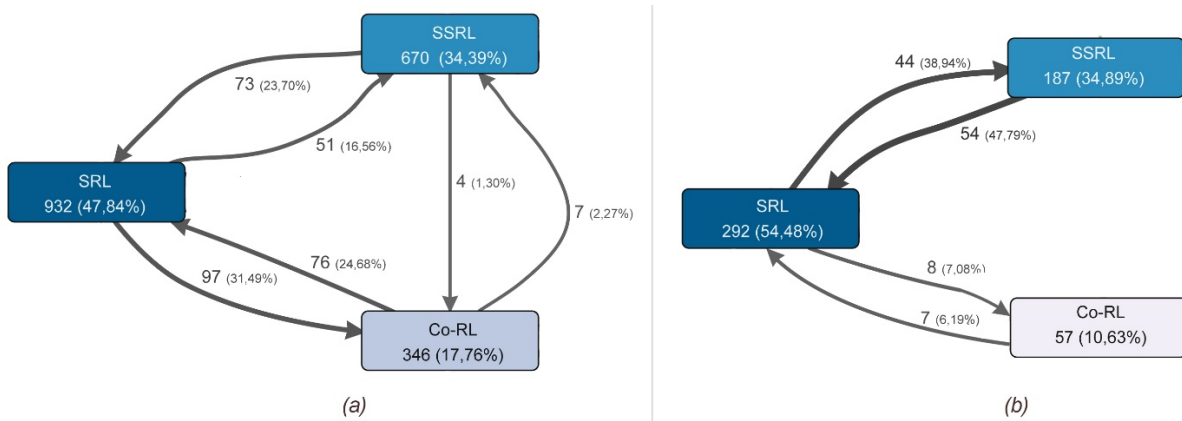 SSRL
670 (34,39%)
73 (23,70%)
51 (16,56%)
SRL
932 (47,84%)
4 (1,30%)
7 (2,27%)
76 (24,68%)
97 (31,49%)
Co-RL
346 (17,76%)
(a)
SSRL
187 (34,89%)
44 (38,94%)
54 (47,79%)
SRL
292 (54,48%)
8 (7,08%)
7 (6,19%)
Co-RL
57 (10,63%)
(b)